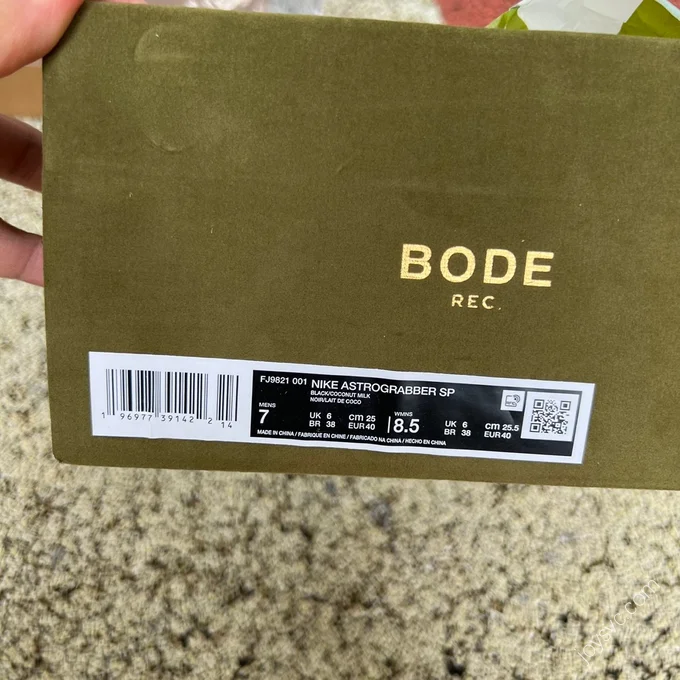 BODE
REC.
FJ9821 001 NIKE ASTROGRABBER SP
BLACK/COCONUT MILK
NOIR/LAIT DE COCO
MENS
7
UK 6
BR 38
cm 25
EUR 40
WMNS
8.5
UK 6
BR 38
cm 25.5
EUR 40
MADE IN CHINA / FABRIQUE EN CHINE / FABRICADO NA CHINA / HECHO EN CHINA
1 96977 39142 2 14